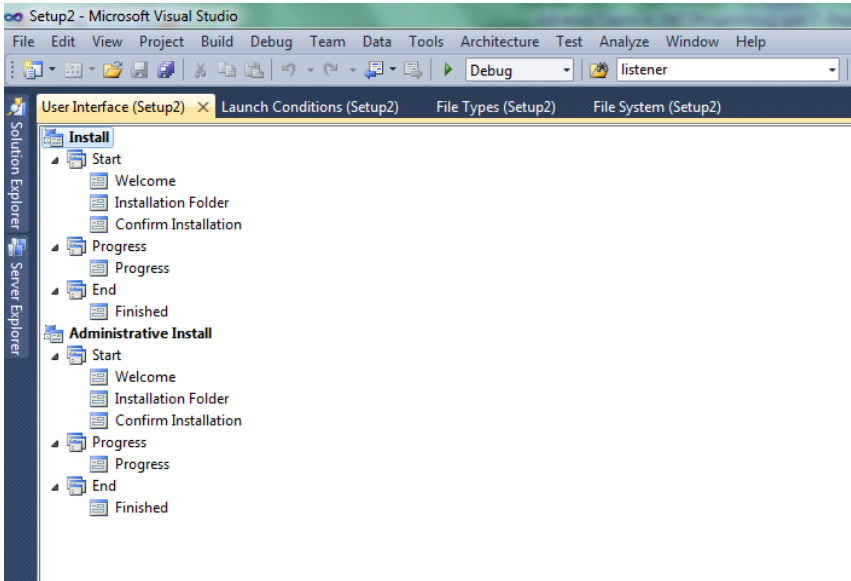 Setup2 - Microsoft Visual Studio
File Edit View Project Build Debug Team Data Tools Architecture Test Analyze Window Help
Debug listener
User Interface (Setup2) Launch Conditions (Setup2) File Types (Setup2) File System (Setup2)
Solution Explorer
Server Explorer
Install
Start
Welcome
Installation Folder
Confirm Installation
Progress
Progress
End
Finished
Administrative Install
Start
Welcome
Installation Folder
Confirm Installation
Progress
Progress
End
Finished